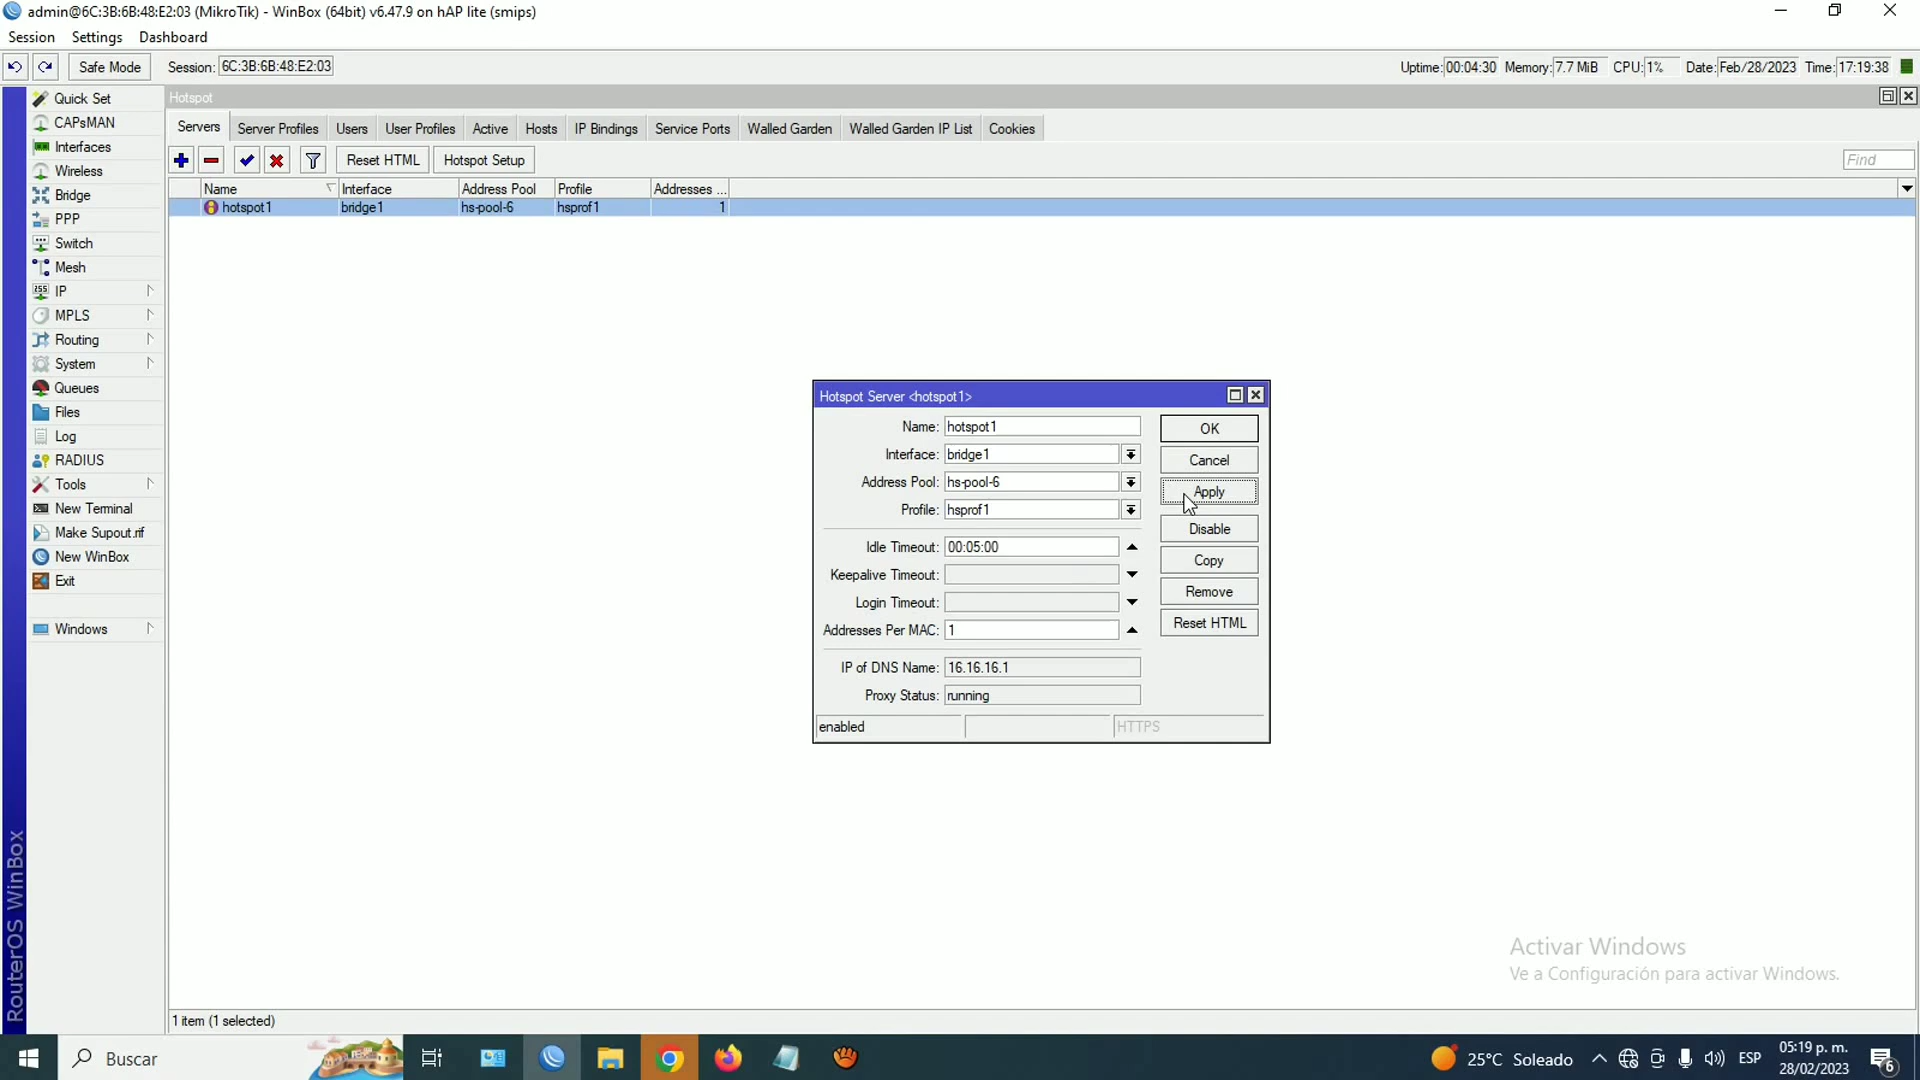 admin@6C:3B:6B:48:E2:03 (MikroTik) - WinBox (64bit) v6.47.9 on hAP lite (smips)
Session Settings Dashboard
Safe Mode Session: 6C:3B:6B:48:E2:03 Uptime: 00:04:30 Memory: 7.7 MiB CPU: 1% Date: Feb/28/2023 Time: 17:19:38
Quick Set
CAPsMAN
Interfaces
Wireless
Bridge
PPP
Switch
Mesh
IP
MPLS
Routing
System
Queues
Files
Log
RADIUS
Tools
New Terminal
Make Supout.rif
New WinBox
Exit
Windows
RouterOS WinBox
Hotspot
Servers Server Profiles Users User Profiles Active Hosts IP Bindings Service Ports Walled Garden Walled Garden IP List Cookies
Reset HTML Hotspot Setup Find
Name Interface Address Pool Profile Addresses ...
hotspot1 bridge1 hs-pool-6 hsprof1 1
Hotspot Server <hotspot1>
Name: hotspot1
Interface: bridge1
Address Pool: hs-pool-6
Profile: hsprof1
Idle Timeout: 00:05:00
Keepalive Timeout:
Login Timeout:
Addresses Per MAC: 1
IP of DNS Name: 16.16.16.1
Proxy Status: running
enabled HTTPS
OK
Cancel
Apply
Disable
Copy
Remove
Reset HTML
Activar Windows
Ve a Configuración para activar Windows.
1 item (1 selected)
Buscar
25°C Soleado
ESP
05:19 p. m.
28/02/2023
6